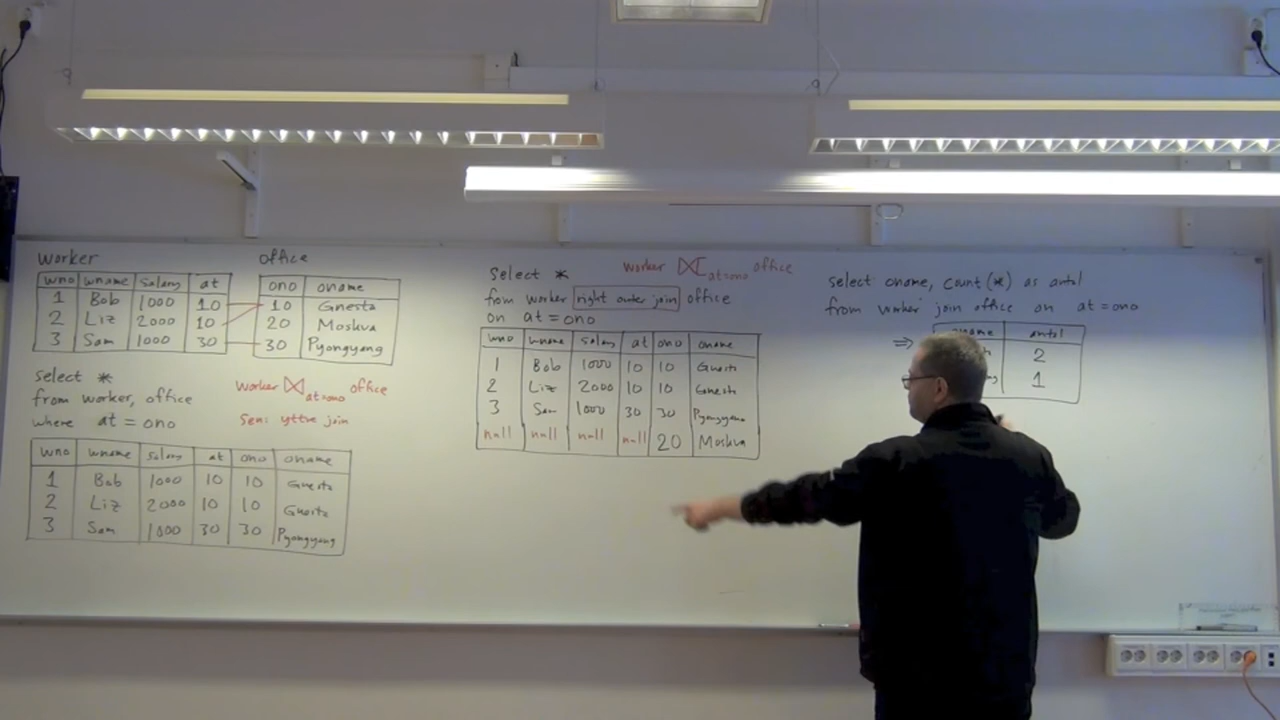 worker
wno wname salary at
1 Bob 1000 10
2 Liz 2000 10
3 Sam 1000 30
office
ono oname
10 Gnesta
20 Moskva
30 Pyongyang
select *
from worker, office
where at = ono
worker ⋈ at=ono office
Sen: yttre join
wno wname salary at ono oname
1 Bob 1000 10 10 Gnesta
2 Liz 2000 10 10 Gnesta
3 Sam 1000 30 30 Pyongyang
select *
from worker right outer join office
on at = ono
worker ⋈ at=ono office
wno wname salary at ono oname
1 Bob 1000 10 10 Gnesta
2 Liz 2000 10 10 Gnesta
3 Sam 1000 30 30 Pyongyang
null null null null 20 Moskva
select oname, count(*) as antal
from worker join office on at = ono
⇒ oname antal
2
1